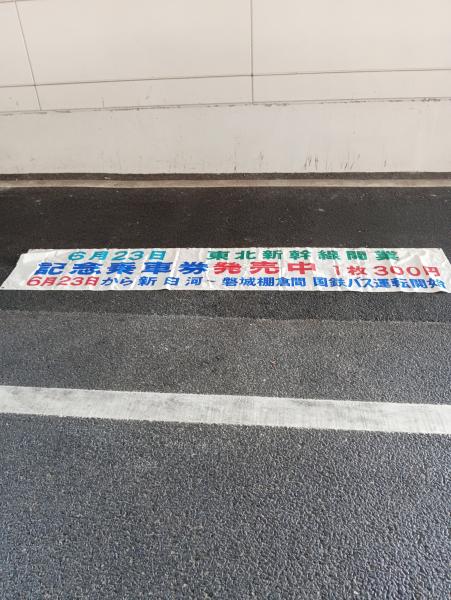 6月23日 東北新幹線開業
記念乗車券発売中 1枚300円
6月23日から新白河-磐城棚倉間 国鉄バス運転開始